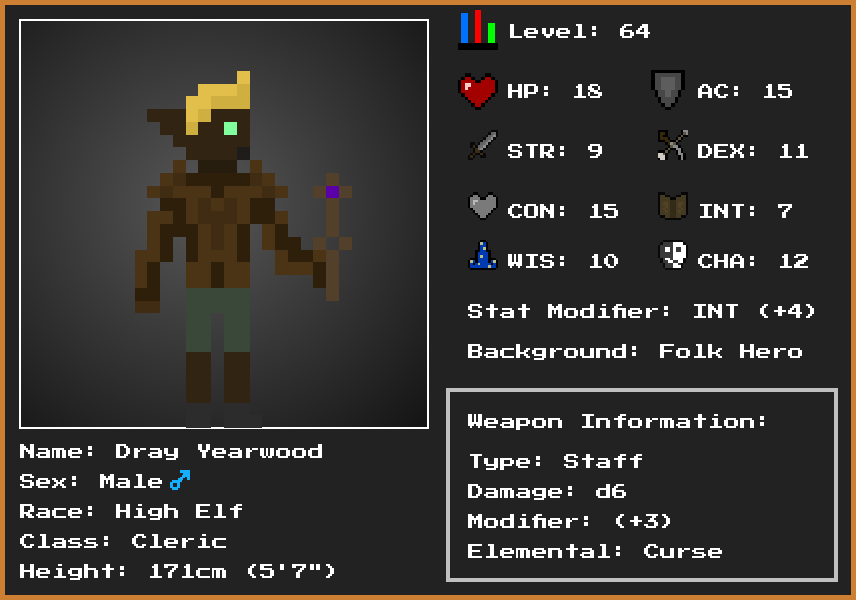 Level: 64
HP: 18 AC: 15
STR: 9 DEX: 11
CON: 15 INT: 7
WIS: 10 CHA: 12
Stat Modifier: INT (+4)
Background: Folk Hero
Weapon Information:
Type: Staff
Damage: d6
Modifier: (+3)
Elemental: Curse
Name: Dray Yearwood
Sex: Male♂
Race: High Elf
Class: Cleric
Height: 171cm (5'7")